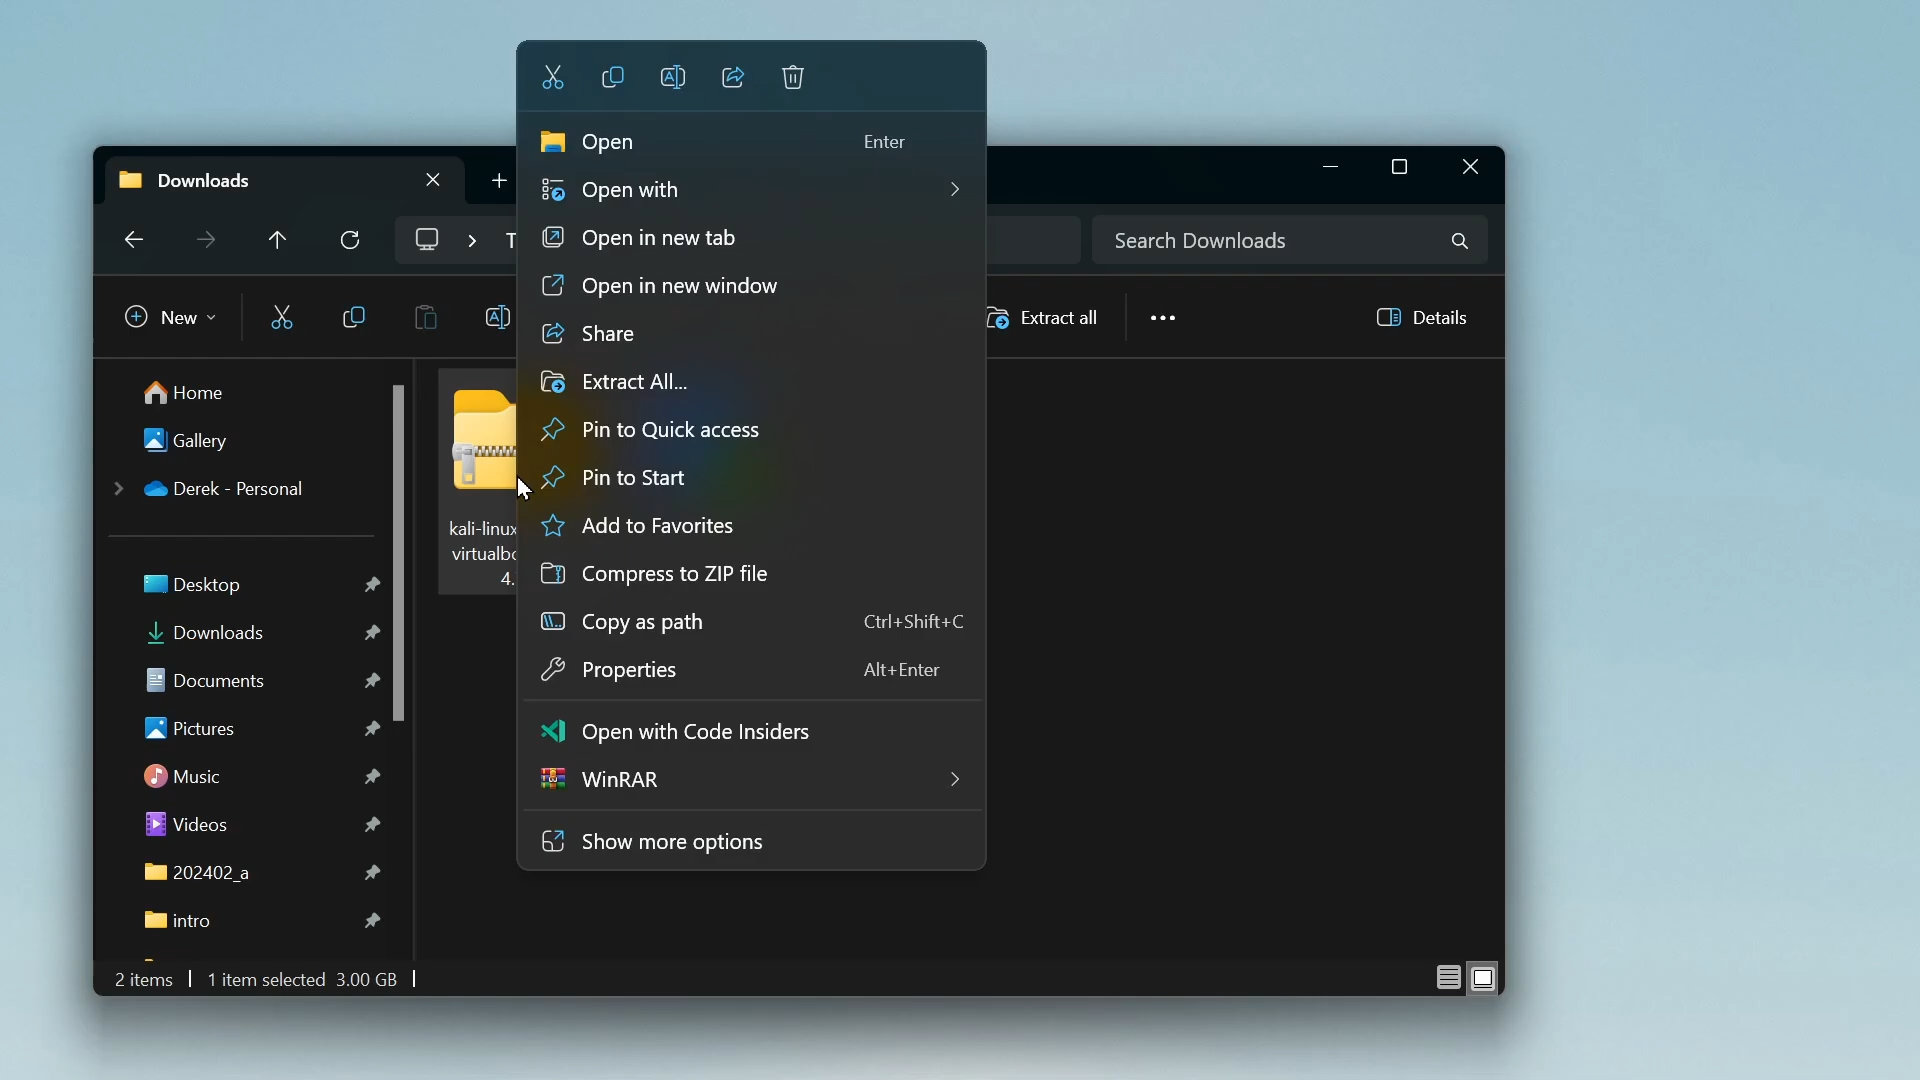 Downloads
T
Search Downloads
New
Extract all
Details
Open Enter
Open with
Open in new tab
Open in new window
Share
Extract All...
Pin to Quick access
Pin to Start
Add to Favorites
Compress to ZIP file
Copy as path Ctrl+Shift+C
Properties Alt+Enter
Open with Code Insiders
WinRAR
Show more options
Home
Gallery
Derek - Personal
Desktop
Downloads
Documents
Pictures
Music
Videos
202402_a
intro
kali-linux
virtualbo
4.
2 items 1 item selected 3.00 GB